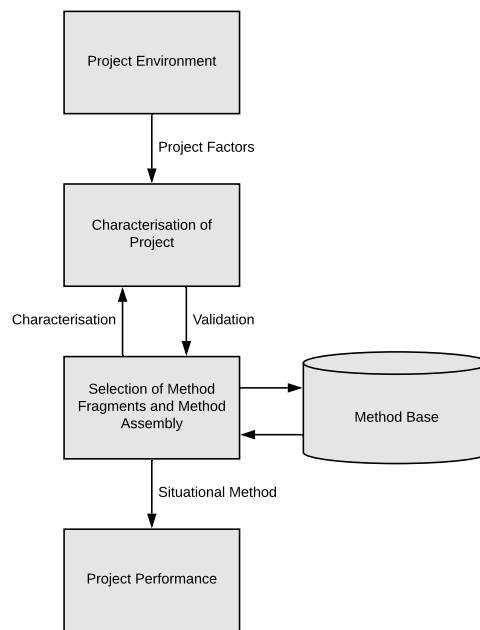 Project Environment
Project Factors
Characterisation of
Project
Characterisation
Validation
Selection of Method
Fragments and Method
Assembly
Method Base
Situational Method
Project Performance